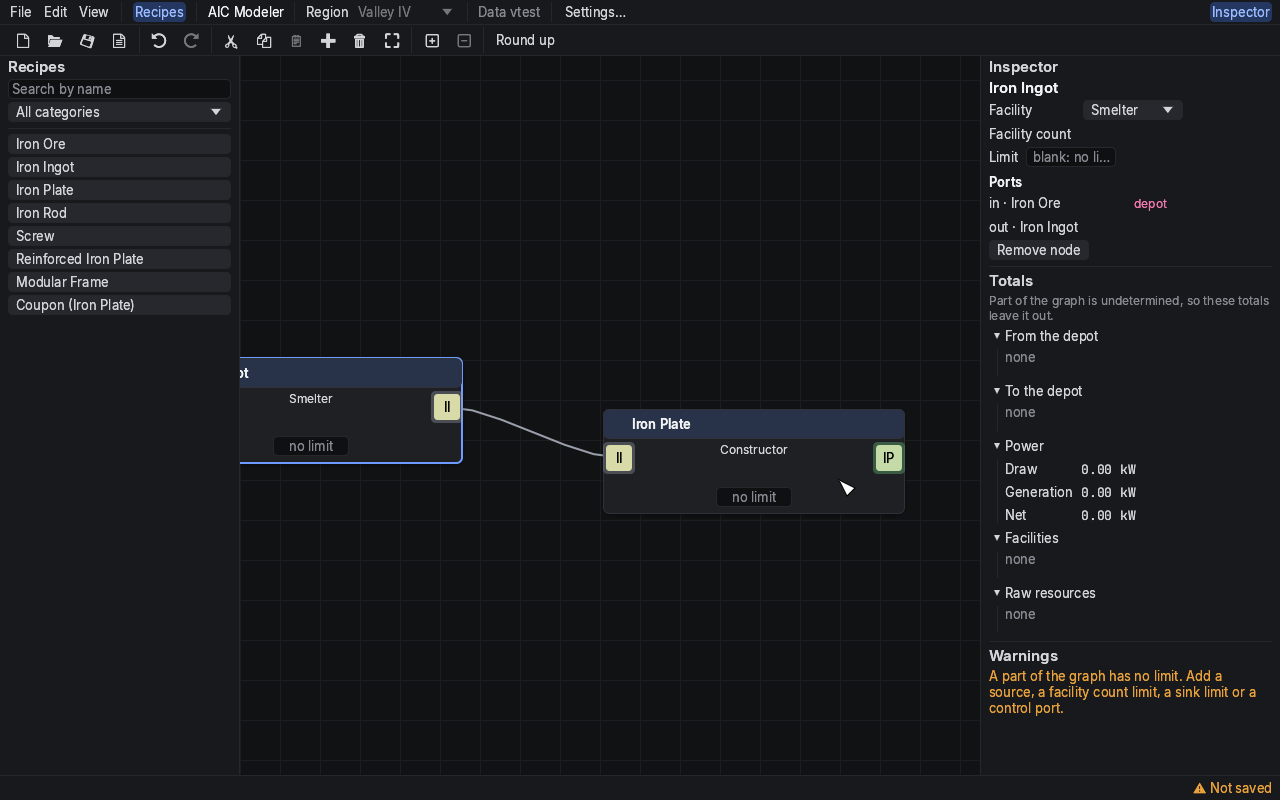 File Edit View Recipes AIC Modeler Region Valley IV Data vtest Settings... Inspector
Round up
Recipes
Search by name
All categories
Iron Ore
Iron Ingot
Iron Plate
Iron Rod
Screw
Reinforced Iron Plate
Modular Frame
Coupon (Iron Plate)
ot
Smelter
II
no limit
Iron Plate
II
Constructor
IP
no limit
Inspector
Iron Ingot
Facility Smelter
Facility count
Limit blank: no li...
Ports
in · Iron Ore depot
out · Iron Ingot
Remove node
Totals
Part of the graph is undetermined, so these totals
leave it out.
From the depot
none
To the depot
none
Power
Draw 0.00 kW
Generation 0.00 kW
Net 0.00 kW
Facilities
none
Raw resources
none
Warnings
A part of the graph has no limit. Add a
source, a facility count limit, a sink limit or a
control port.
Not saved